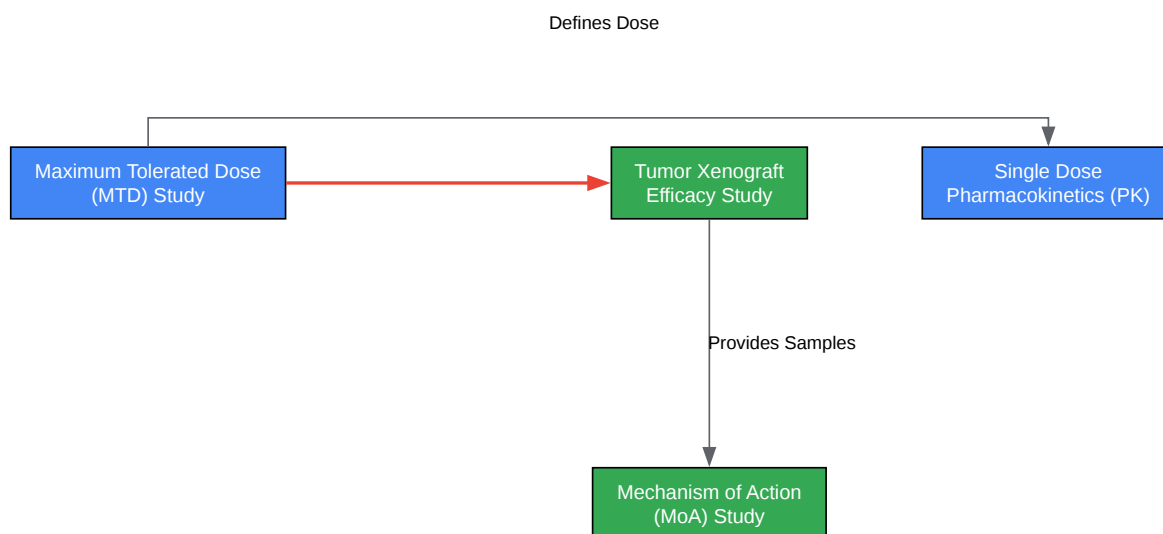 Defines Dose
Maximum Tolerated Dose
(MTD) Study
Tumor Xenograft
Efficacy Study
Single Dose
Pharmacokinetics (PK)
Provides Samples
Mechanism of Action
(MoA) Study